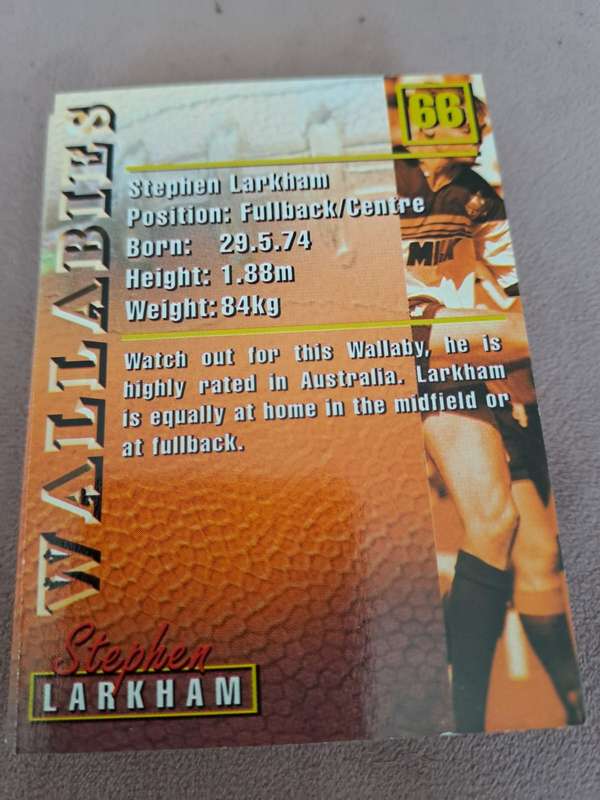 66
WALLABIES
Stephen Larkham
Position: Fullback/Centre
Born: 29.5.74
Height: 1.88m
Weight: 84kg
Watch out for this Wallaby, he is
highly rated in Australia. Larkham
is equally at home in the midfield or
at fullback.
Stephen
LARKHAM